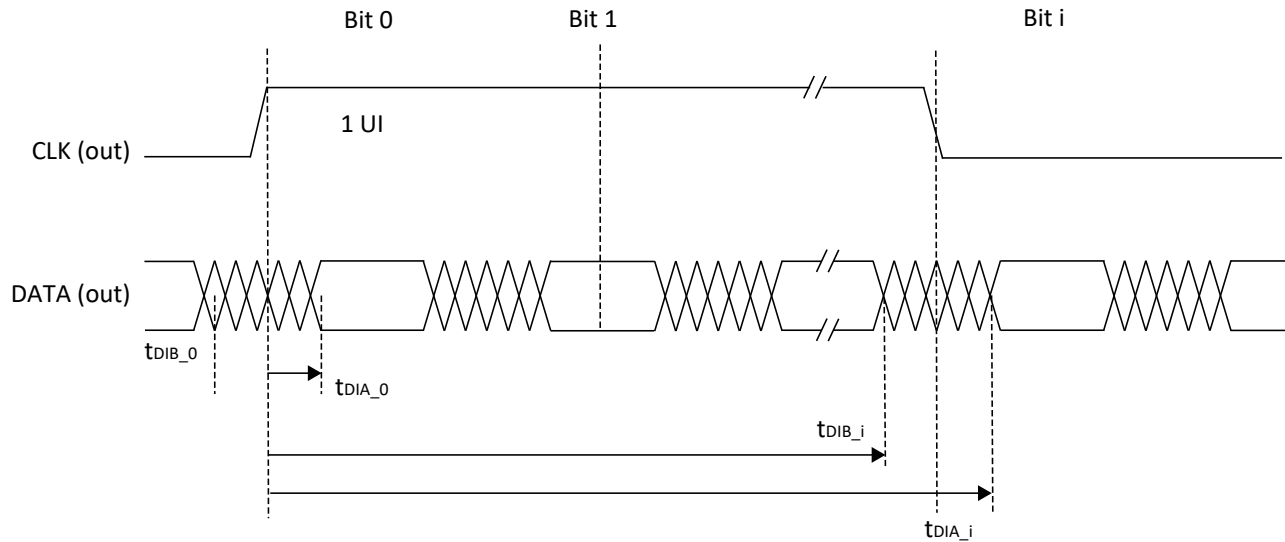 Bit 0 Bit 1 Bit i
1 UI
CLK (out)
DATA (out)
tDIB_0
tDIA_0
tDIB_i
tDIA_i